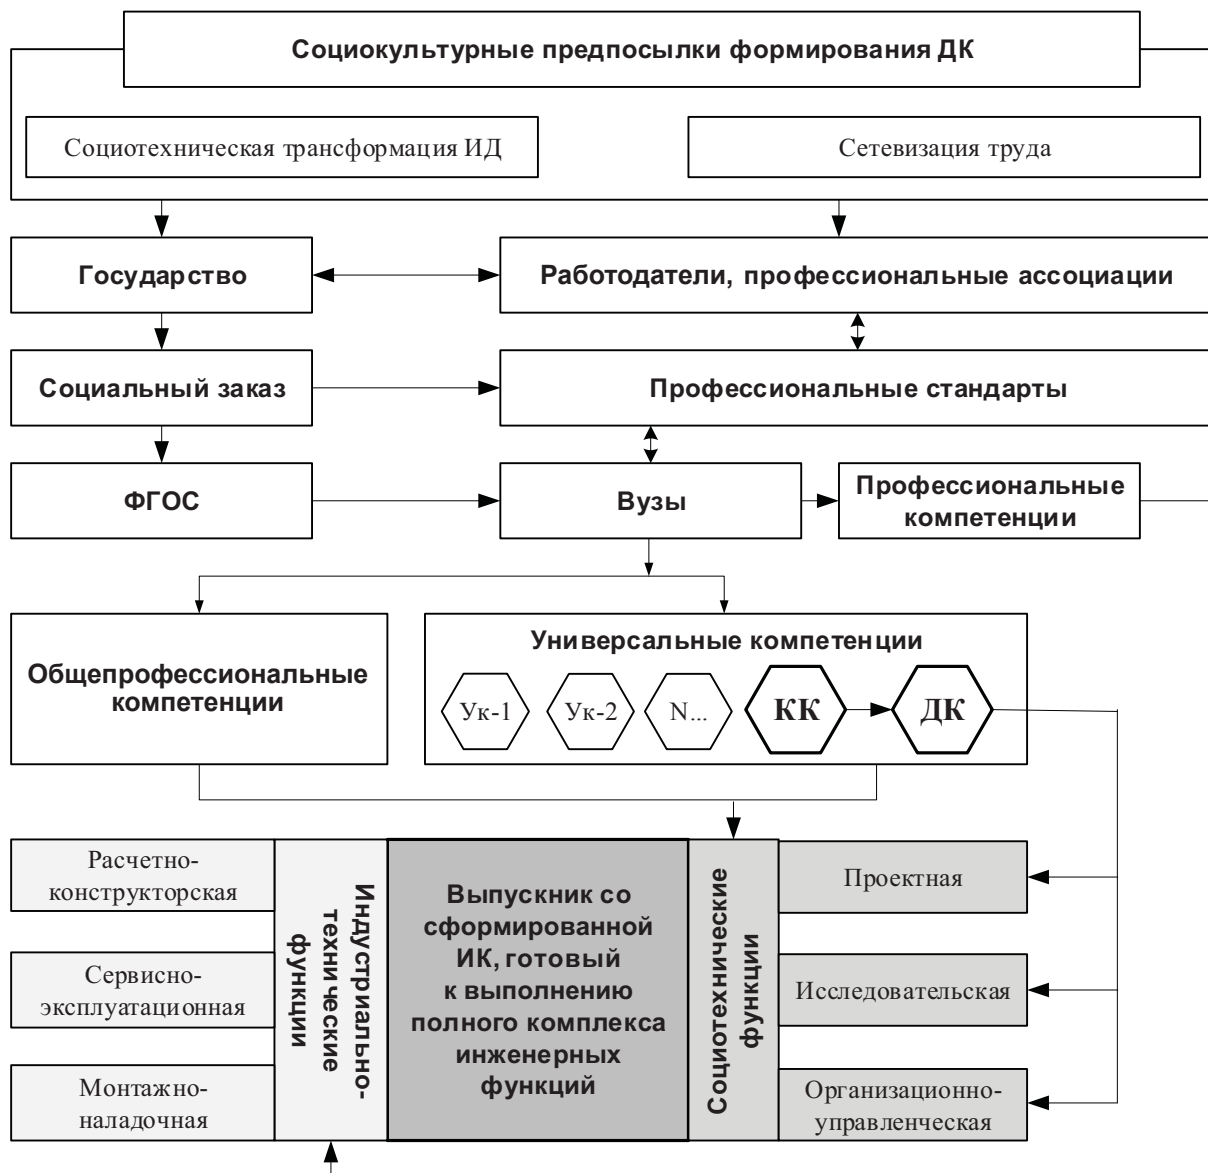 Социокультурные предпосылки формирования ДК
Социотехническая трансформация ИД
Сетевизация труда
Государство
Работодатели, профессиональные ассоциации
Социальный заказ
Профессиональные стандарты
ФГОС
Вузы
Профессиональные
компетенции
Общепрофессиональные
компетенции
Универсальные компетенции
Ук-1
Ук-2
N...
КК
ДК
Расчетно-
конструкторская
Сервисно-
эксплуатационная
Монтажно-
наладочная
Индустриально-
технические
функции
Выпускник со
сформированной
ИК, готовый
к выполнению
полного комплекса
инженерных
функций
Социотехнические
функции
Проектная
Исследовательская
Организационно-
управленческая